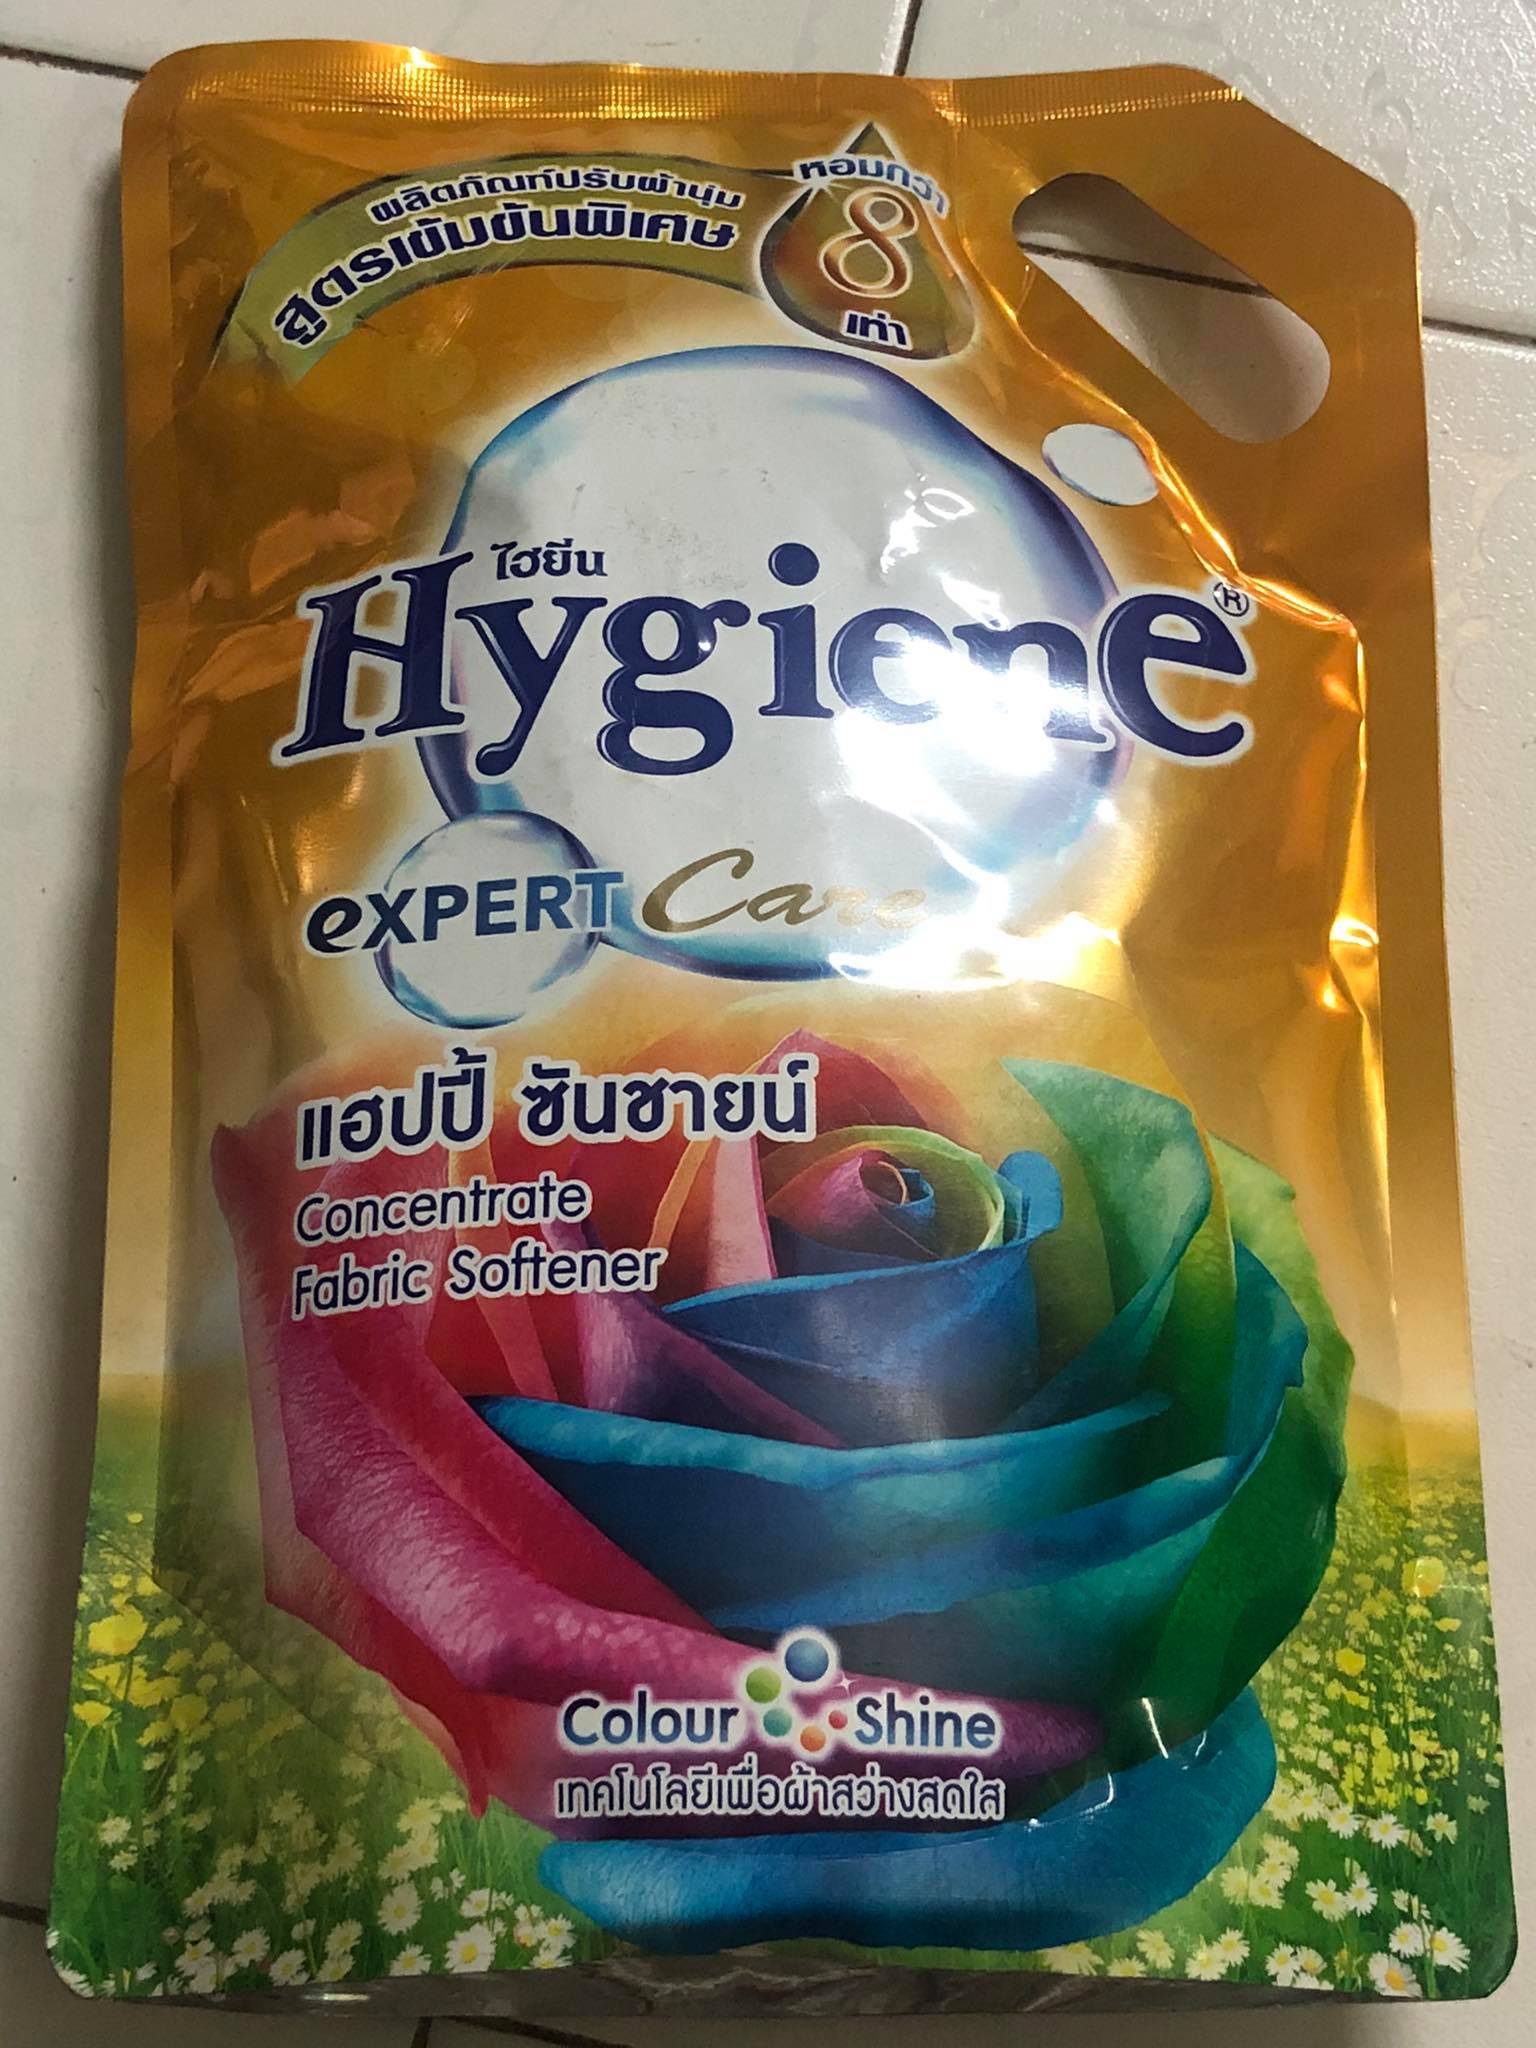 ผลิตภัณฑ์ปรับผ้านุ่ม
สูตรเข้มข้นพิเศษ
หอมกว่า
8
เท่า
ไฮยีน
Hygiene®
eXPERT Care
แฮปปี้ ซันชายน์
Concentrate
Fabric Softener
Colour Shine
เทคโนโลยีเพื่อผ้าสว่างสดใส